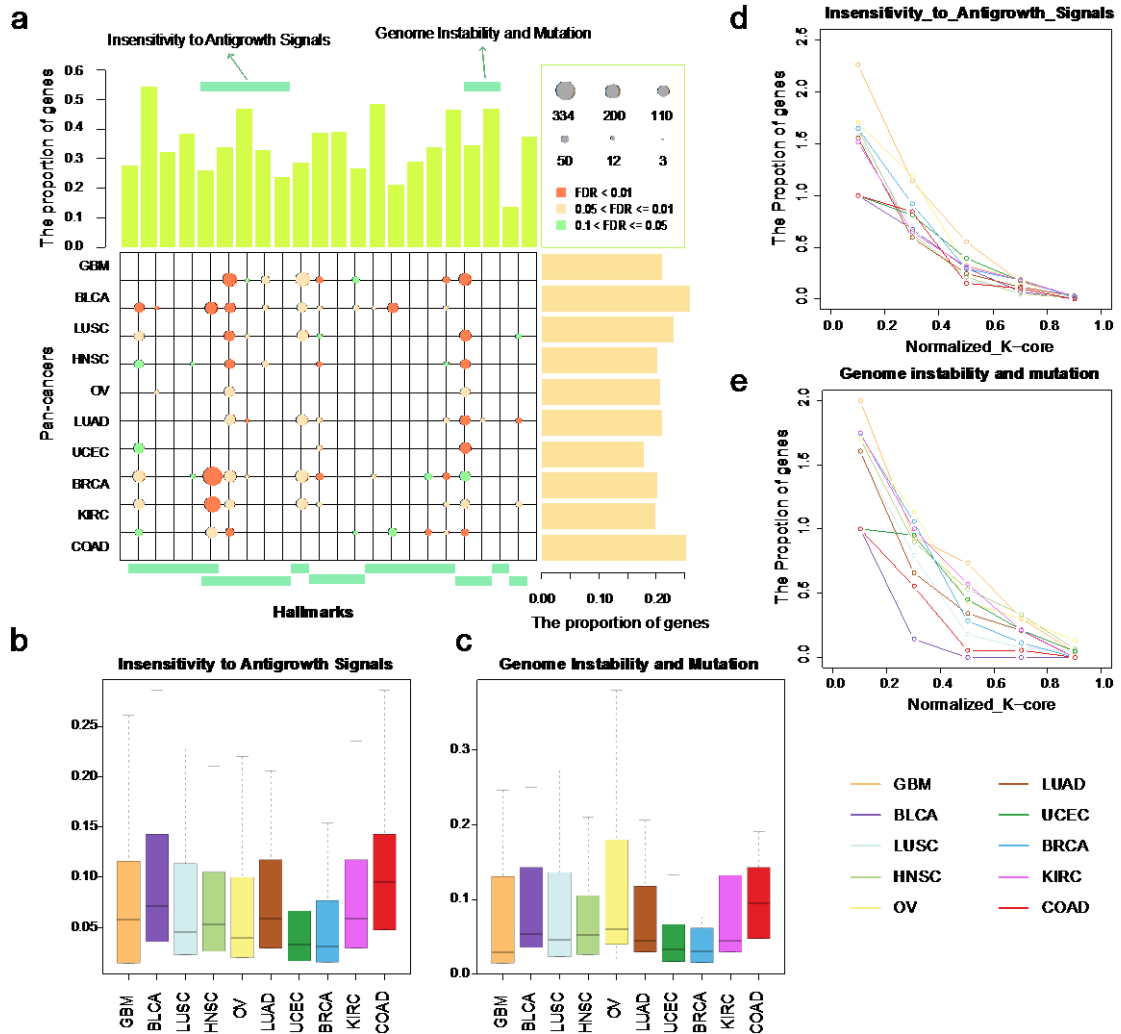 a
Insensitivity to Antigrowth Signals
Genome Instability and Mutation
The proportion of genes
0.6
0.5
0.4
0.3
0.2
0.1
0.0
334 200 110
50 12 3
FDR < 0.01
0.05 < FDR <= 0.01
0.1 < FDR <= 0.05
Pan-cancers
GBM
BLCA
LUSC
HNSC
OV
LUAD
UCEC
BRCA
KIRC
COAD
Hallmarks
0.00 0.10 0.20
The proportion of genes
b
Insensitivity to Antigrowth Signals
0.25
0.20
0.15
0.10
0.05
GBM BLCA LUSC HNSC OV LUAD UCEC BRCA KIRC COAD
c
Genome Instability and Mutation
0.3
0.2
0.1
0.0
GBM BLCA LUSC HNSC OV LUAD UCEC BRCA KIRC COAD
d
Insensitivity_to_Antigrowth_Signals
The Propotion of genes
2.5
2.0
1.5
1.0
0.5
0.0
0.0 0.2 0.4 0.6 0.8 1.0
Normalized_K-core
e
Genome instability and mutation
The Propotion of genes
2.0
1.5
1.0
0.5
0.0
0.0 0.2 0.4 0.6 0.8 1.0
Normalized_K-core
GBM LUAD
BLCA UCEC
LUSC BRCA
HNSC KIRC
OV COAD